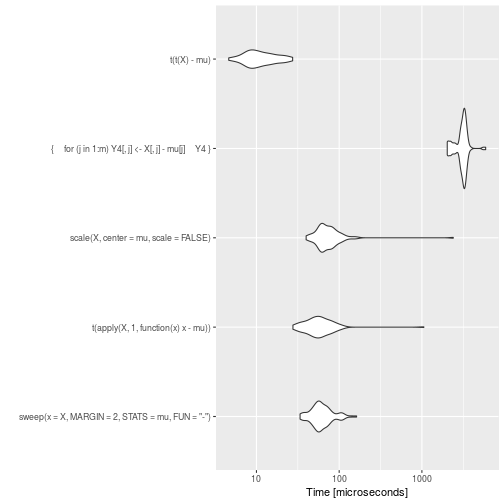 t(t(X) - mu)
{    for (j in 1:m) Y4[, j] <- X[, j] - mu[j]    Y4 }
scale(X, center = mu, scale = FALSE)
t(apply(X, 1, function(x) x - mu))
sweep(x = X, MARGIN = 2, STATS = mu, FUN = "-")
10 100 1000
Time [microseconds]